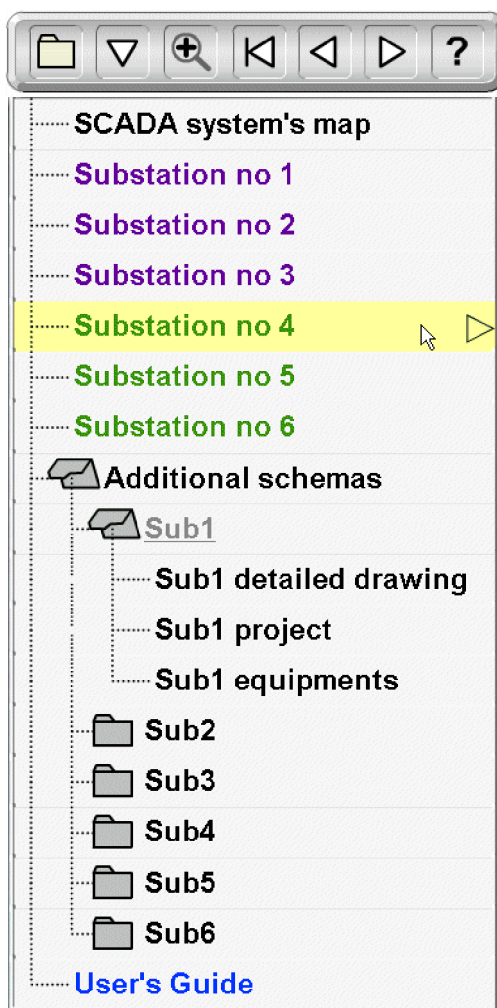 ?
SCADA system's map
Substation no 1
Substation no 2
Substation no 3
Substation no 4
Substation no 5
Substation no 6
Additional schemas
Sub1
Sub1 detailed drawing
Sub1 project
Sub1 equipments
Sub2
Sub3
Sub4
Sub5
Sub6
User's Guide